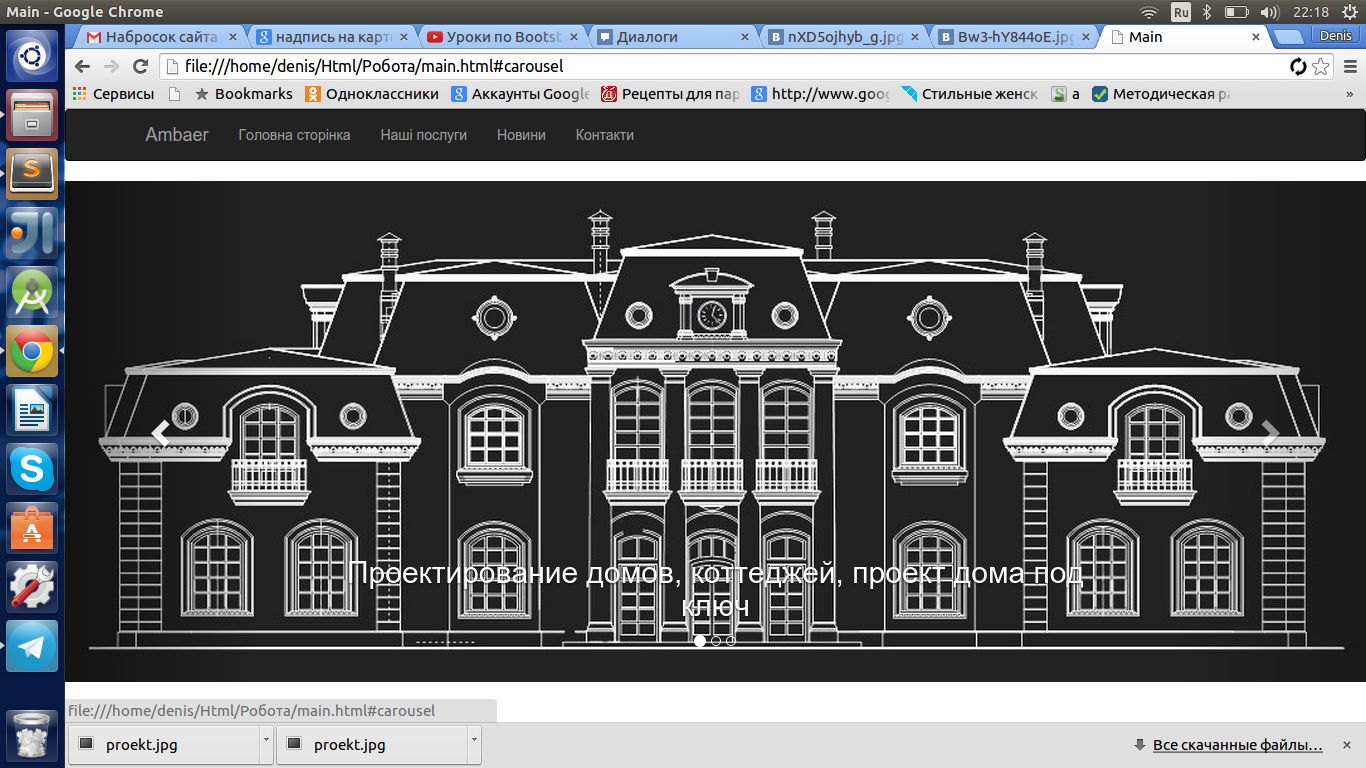 Main - Google Chrome
Ru
22:18
Набросок сайта
надпись на карт
Уроки по Bootst
Диалоги
nXD5ojhyb_g.jpg
Bw3-hY844oE.jpg
Main
Denis
file:///home/denis/Html/Робота/main.html#carousel
Сервисы
Bookmarks
Одноклассники
Аккаунты Google
Рецепты для пар
http://www.goog
Стильные женск
а
Методическая ра
»
Ambaer
Головна сторінка
Наші послуги
Новини
Контакти
Проектирование домов, коттеджей, проект дома под
ключ
file:///home/denis/Html/Робота/main.html#carousel
proekt.jpg
proekt.jpg
Все скачанные файлы...